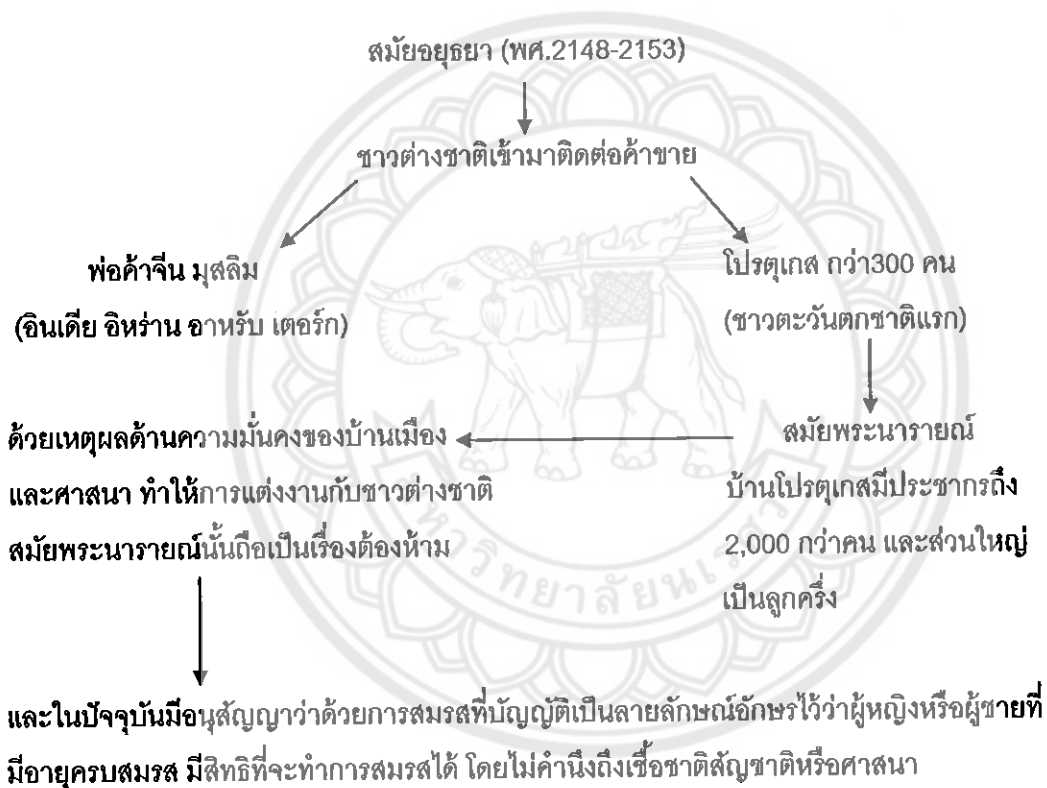 สมัยอยุธยา (พศ.2148-2153)
ชาวต่างชาติเข้ามาติดต่อค้าขาย
พ่อค้าจีน มุสลิม
(อินเดีย อิหร่าน อาหรับ เตอร์ก)
โปรตุเกส กว่า300 คน
(ชาวตะวันตกชาติแรก)
ด้วยเหตุผลด้านความมั่นคงของบ้านเมือง
และศาสนา ทำให้การแต่งงานกับชาวต่างชาติ
สมัยพระนารายณ์นั้นถือเป็นเรื่องต้องห้าม
สมัยพระนารายณ์
บ้านโปรตุเกสมีประชากรถึง
2,000 กว่าคน และส่วนใหญ่
เป็นลูกครึ่ง
และในปัจจุบันมีอนุสัญญาว่าด้วยการสมรสที่บัญญัติเป็นลายลักษณ์อักษรไว้ว่าผู้หญิงหรือผู้ชายที่
มีอายุครบสมรส มีสิทธิที่จะทำการสมรสได้ โดยไม่คำนึงถึงเชื้อชาติสัญชาติหรือศาสนา